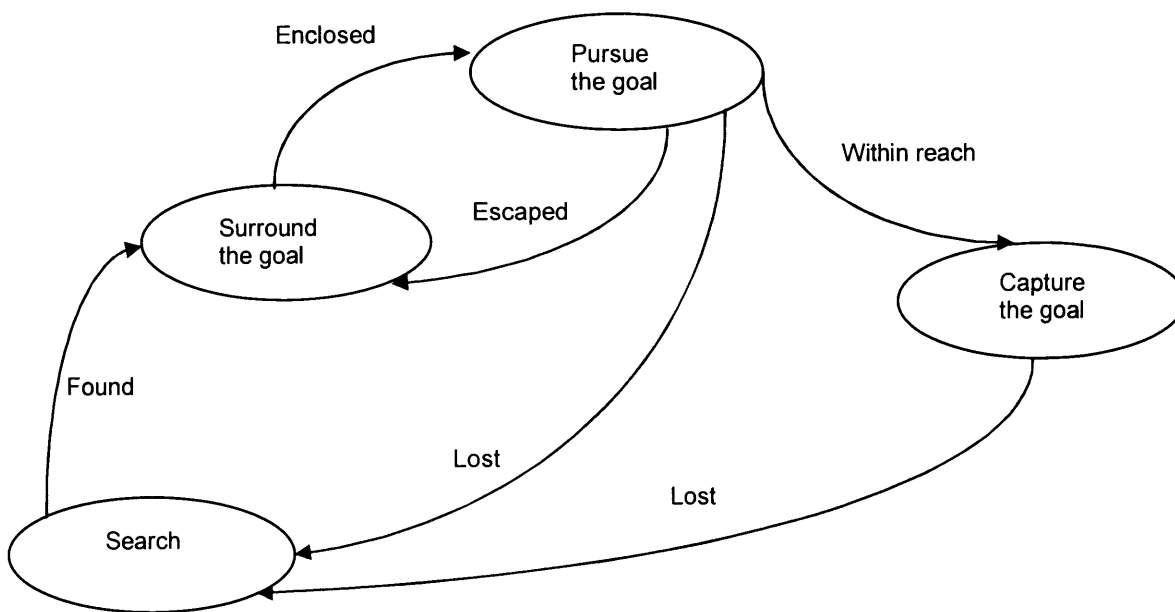 Enclosed
Pursue
the goal
Within reach
Surround
the goal
Escaped
Capture
the goal
Found
Lost
Lost
Search